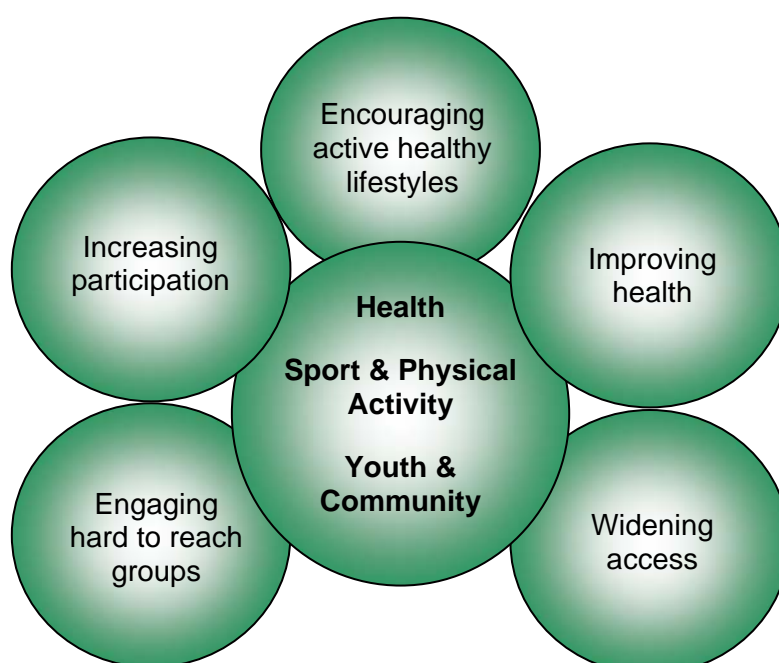 Encouraging
active healthy
lifestyles
Increasing
participation
Improving
health
Health
Sport & Physical
Activity
Youth &
Community
Engaging
hard to reach
groups
Widening
access